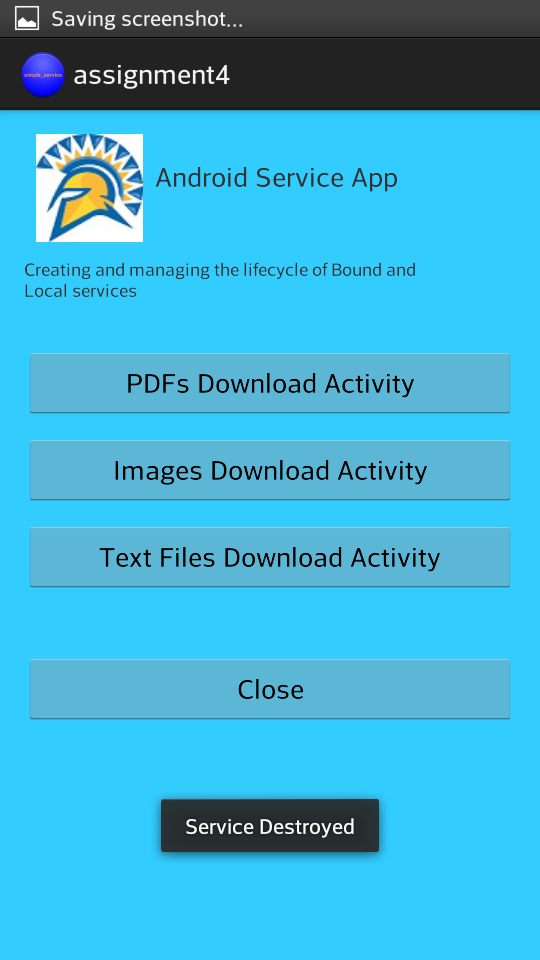 Saving screenshot...
simple_service
assignment4
Android Service App
Creating and managing the lifecycle of Bound and
Local services
PDFs Download Activity
Images Download Activity
Text Files Download Activity
Close
Service Destroyed